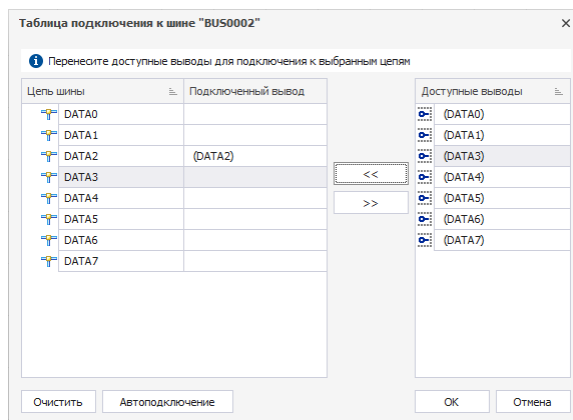 Таблица подключения к шине "BUS0002"
Перенесите доступные выводы для подключения к выбранным цепям
Цепь шины Подключенный вывод Доступные выводы
DATA0 (DATA0)
DATA1 (DATA1)
DATA2 (DATA2) (DATA3)
DATA3 << (DATA4)
DATA4 >> (DATA5)
DATA5 (DATA6)
DATA6 (DATA7)
DATA7
Очистить Автоподключение OK Отмена